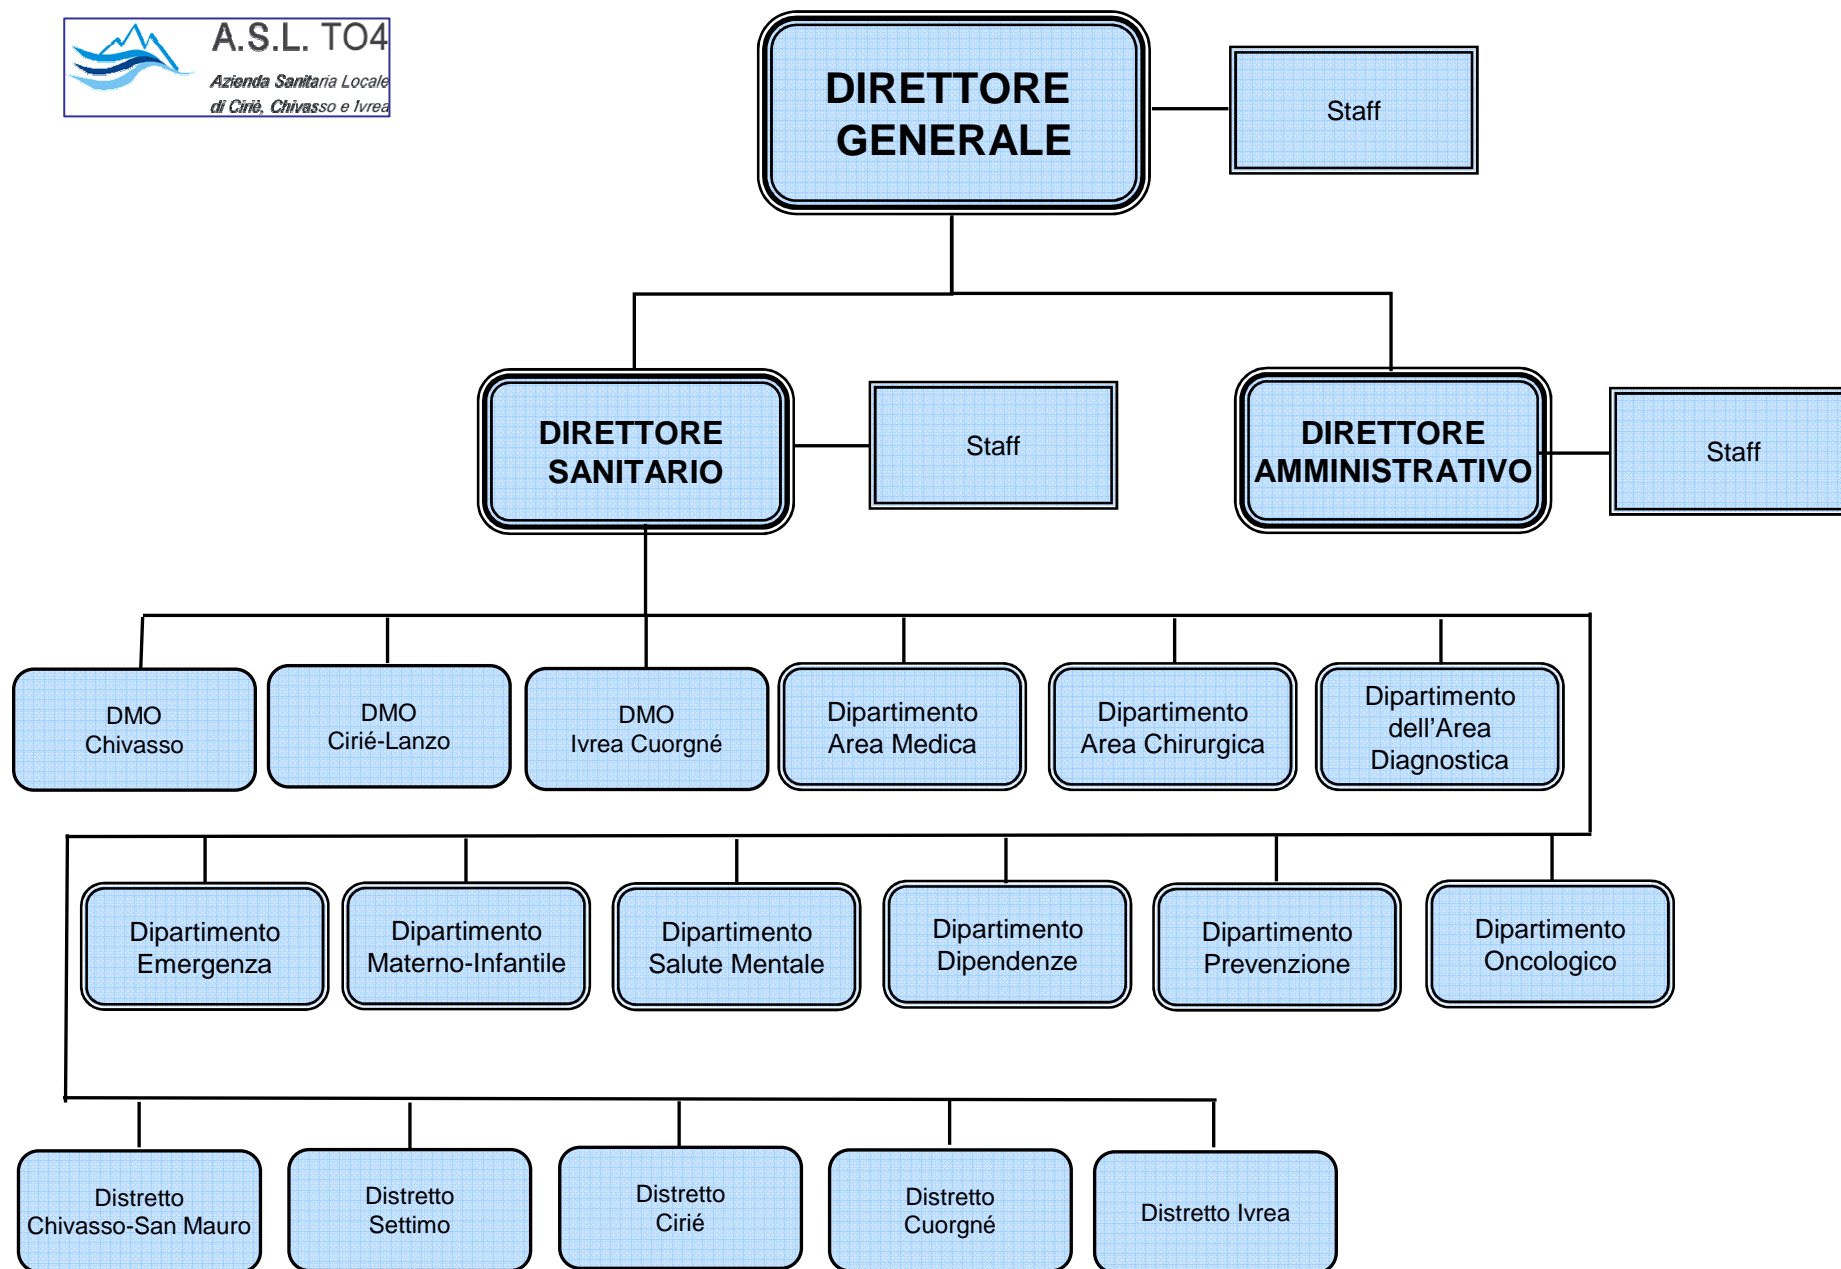 A.S.L. TO4
Azienda Sanitaria Locale
di Ciriè, Chivasso e Ivrea
DIRETTORE
GENERALE
Staff
DIRETTORE
SANITARIO
Staff
DIRETTORE
AMMINISTRATIVO
Staff
DMO
Chivasso
DMO
Cirié-Lanzo
DMO
Ivrea Cuorgné
Dipartimento
Area Medica
Dipartimento
Area Chirurgica
Dipartimento
dell’Area
Diagnostica
Dipartimento
Emergenza
Dipartimento
Materno-Infantile
Dipartimento
Salute Mentale
Dipartimento
Dipendenze
Dipartimento
Prevenzione
Dipartimento
Oncologico
Distretto
Chivasso-San Mauro
Distretto
Settimo
Distretto
Cirié
Distretto
Cuorgné
Distretto Ivrea